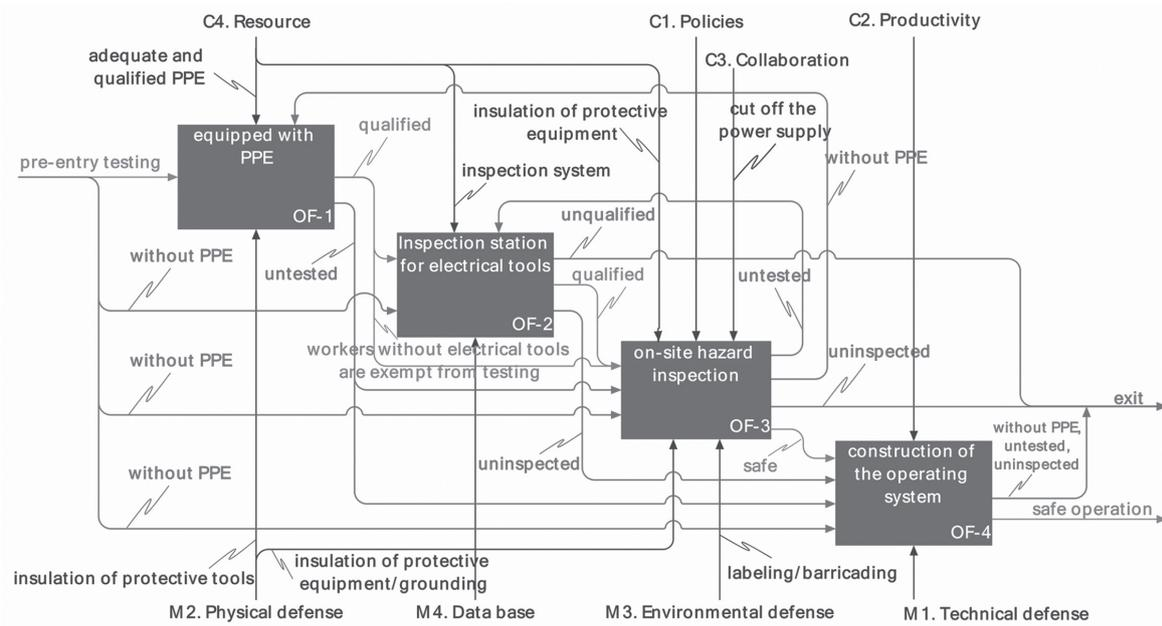 C4. Resource
C1. Policies
C2. Productivity
adequate and
qualified PPE
C3. Collaboration
insulation of protective
equipment
cut off the
power supply
equipped with
PPE
OF-1
qualified
pre-entry testing
without PPE
inspection system
unqualified
without PPE
untested
Inspection station
for electrical tools
OF-2
qualified
untested
workers without electrical tools
are exempt from testing
without PPE
on-site hazard
inspection
OF-3
uninspected
exit
without PPE,
untested,
uninspected
without PPE
uninspected
safe
construction of
the operating
system
OF-4
safe operation
insulation of protective tools
insulation of protective
equipment/grounding
labeling/barricading
M2. Physical defense
M4. Data base
M3. Environmental defense
M1. Technical defense